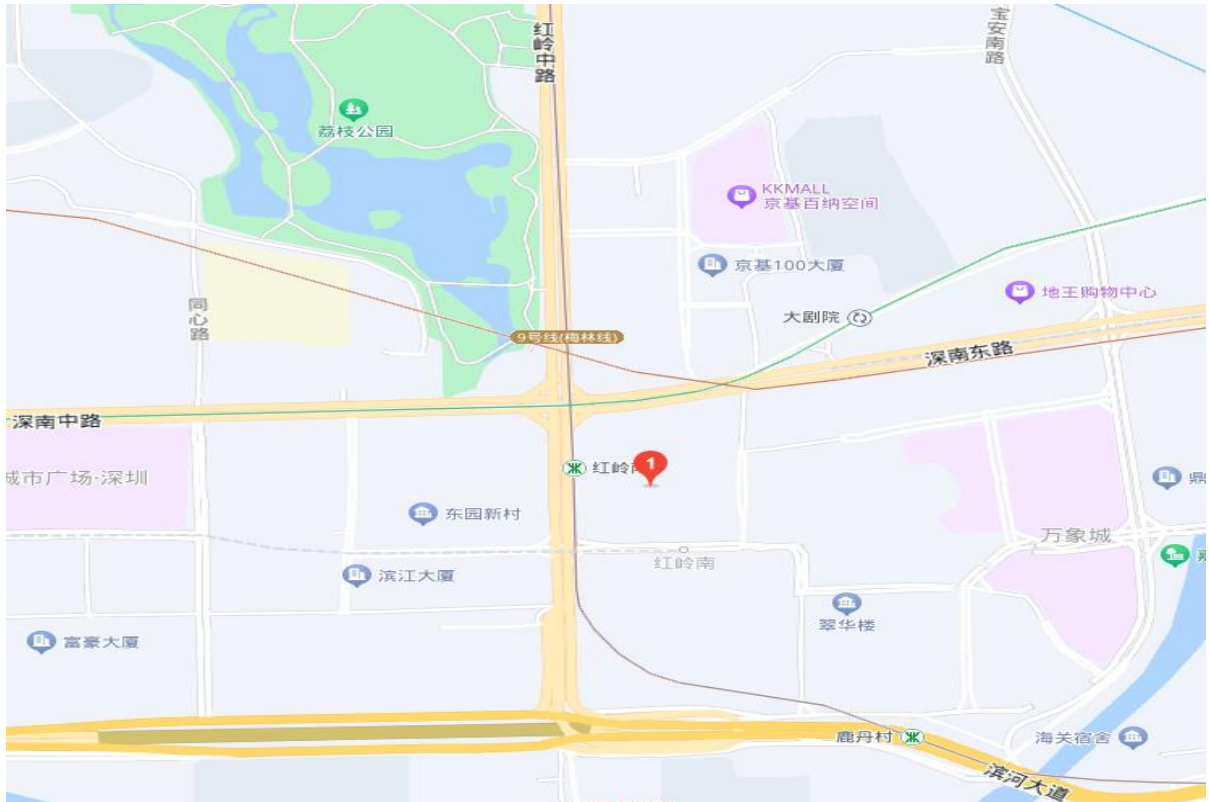 红岭中路
宝安南路
荔枝公园
KKMALL
京基百纳空间
京基100大厦
地王购物中心
同心路
大剧院
9号线(梅林线)
深南东路
深南中路
红岭
1
城市广场·深圳
东园新村
万象城
红岭南
滨江大厦
翠华楼
富豪大厦
鹿丹村
海关宿舍
滨河大道